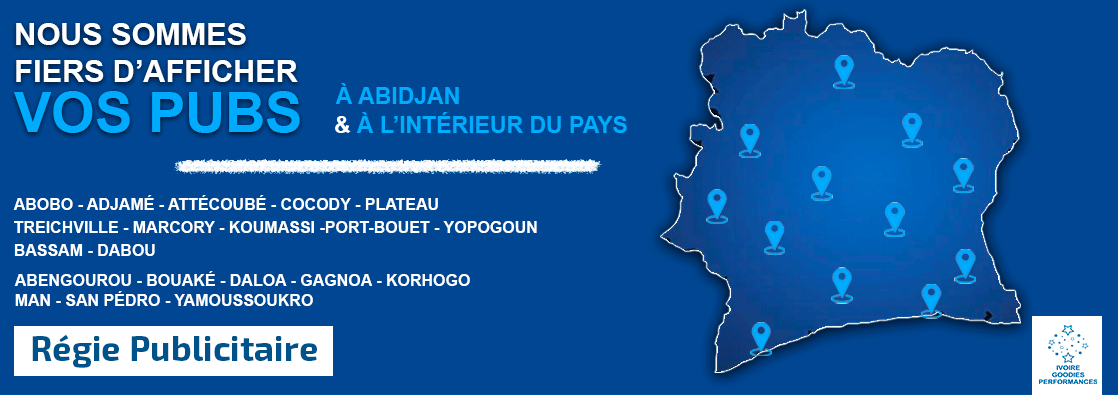 NOUS SOMMES
FIERS D'AFFICHER
VOS PUBS
À ABIDJAN
& À L'INTÉRIEUR DU PAYS
ABOBO - ADJAMÉ - ATTÉCOUBÉ - COCODY - PLATEAU
TREICHVILLE - MARCORY - KOUMASSI -PORT-BOUET - YOPOGOUN
BASSAM - DABOU
ABENGOUROU - BOUAKÉ - DALOA - GAGNOA - KORHOGO
MAN - SAN PÉDRO - YAMOUSSOUKRO
Régie Publicitaire
IVOIRE
GOODIES
PERFORMANCES